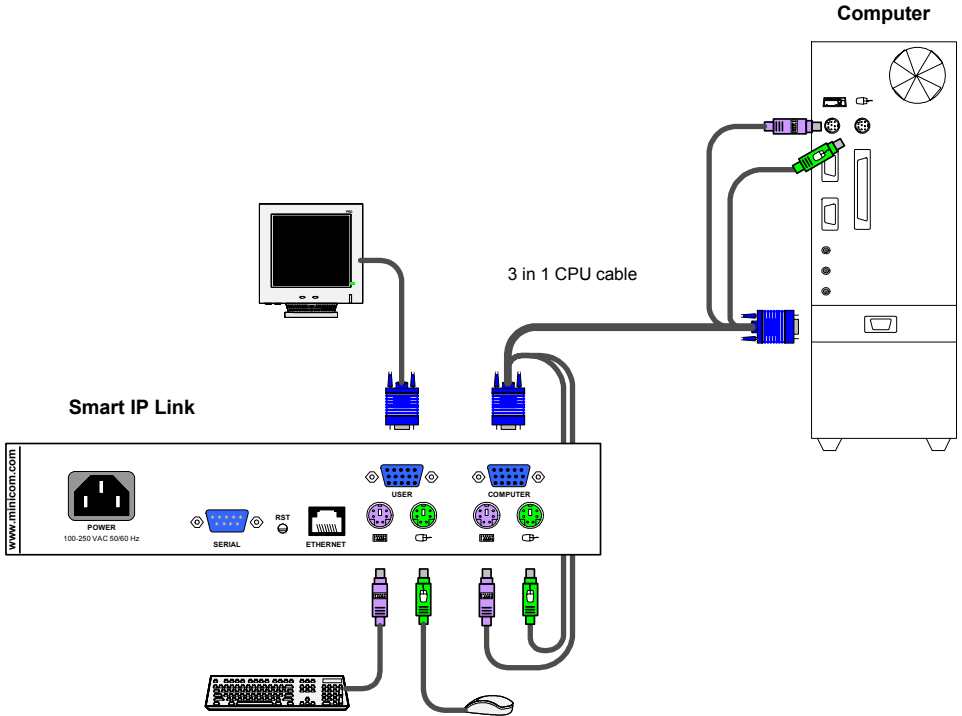 Computer
3 in 1 CPU cable
Smart IP Link
www.minicom.com
POWER
100-250 VAC 50/60 Hz
SERIAL
RST
ETHERNET
USER
COMPUTER